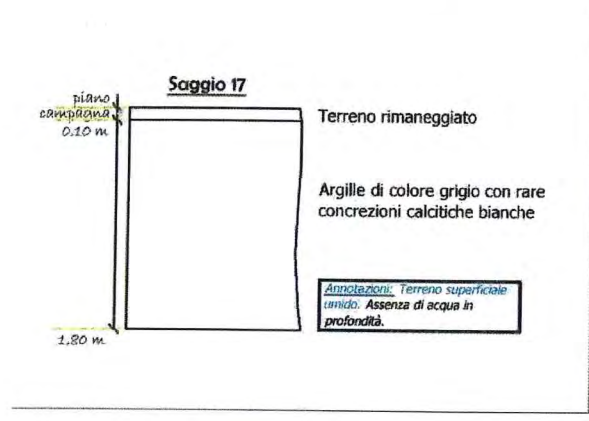 Saggio 17
piano
campagna
0.10 m
Terreno rimaneggiato
Argille di colore grigio con rare
concrezioni calcitiche bianche
Annotazioni: Terreno superficiale
umido. Assenza di acqua in
profondità.
1,80 m